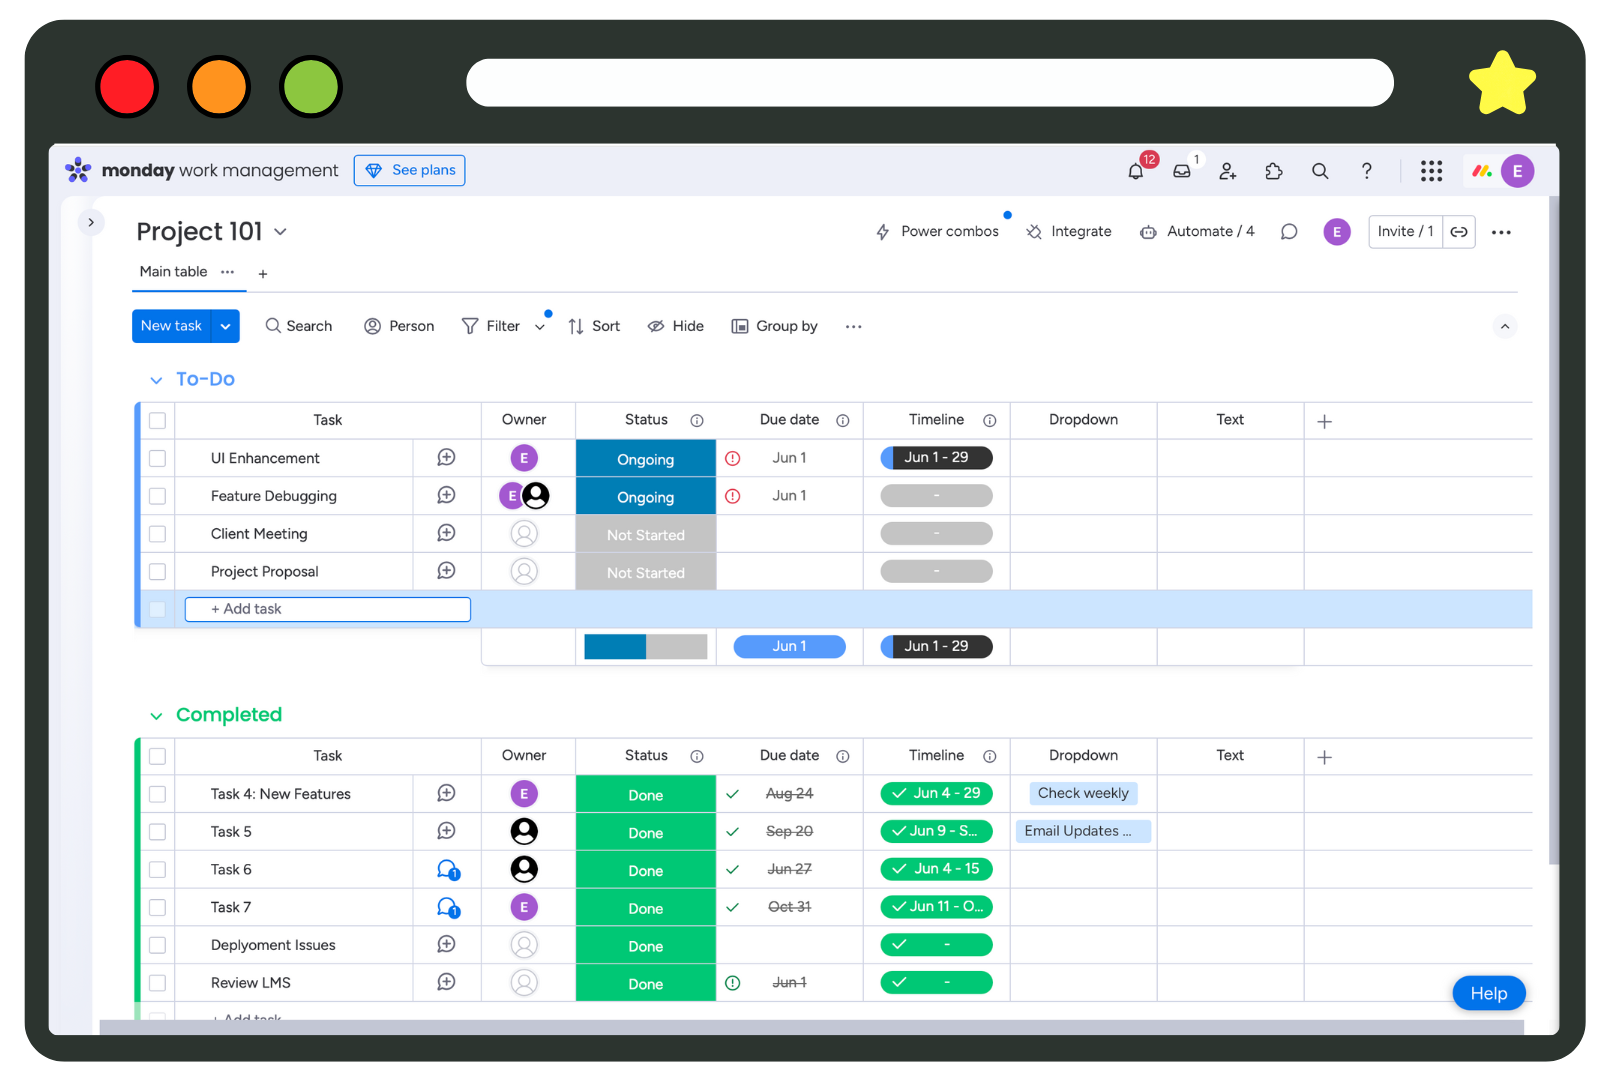 monday work management See plans 12 1 E
Project 101
Power combos Integrate Automate / 4 E Invite / 1
Main table
New task Search Person Filter Sort Hide Group by
To-Do
Task Owner Status Due date Timeline Dropdown Text
UI Enhancement E Ongoing Jun 1 Jun 1 - 29
Feature Debugging E Ongoing Jun 1 -
Client Meeting Not Started -
Project Proposal Not Started -
+ Add task
Jun 1 Jun 1 - 29
Completed
Task Owner Status Due date Timeline Dropdown Text
Task 4: New Features E Done Aug 24 Jun 4 - 29 Check weekly
Task 5 Done Sep 20 Jun 9 - S... Email Updates ...
Task 6 1 Done Jun 27 Jun 4 - 15
Task 7 1 E Done Oct 31 Jun 11 - O...
Deplyoment Issues Done -
Review LMS Done Jun 1 -
+ Add task
Help